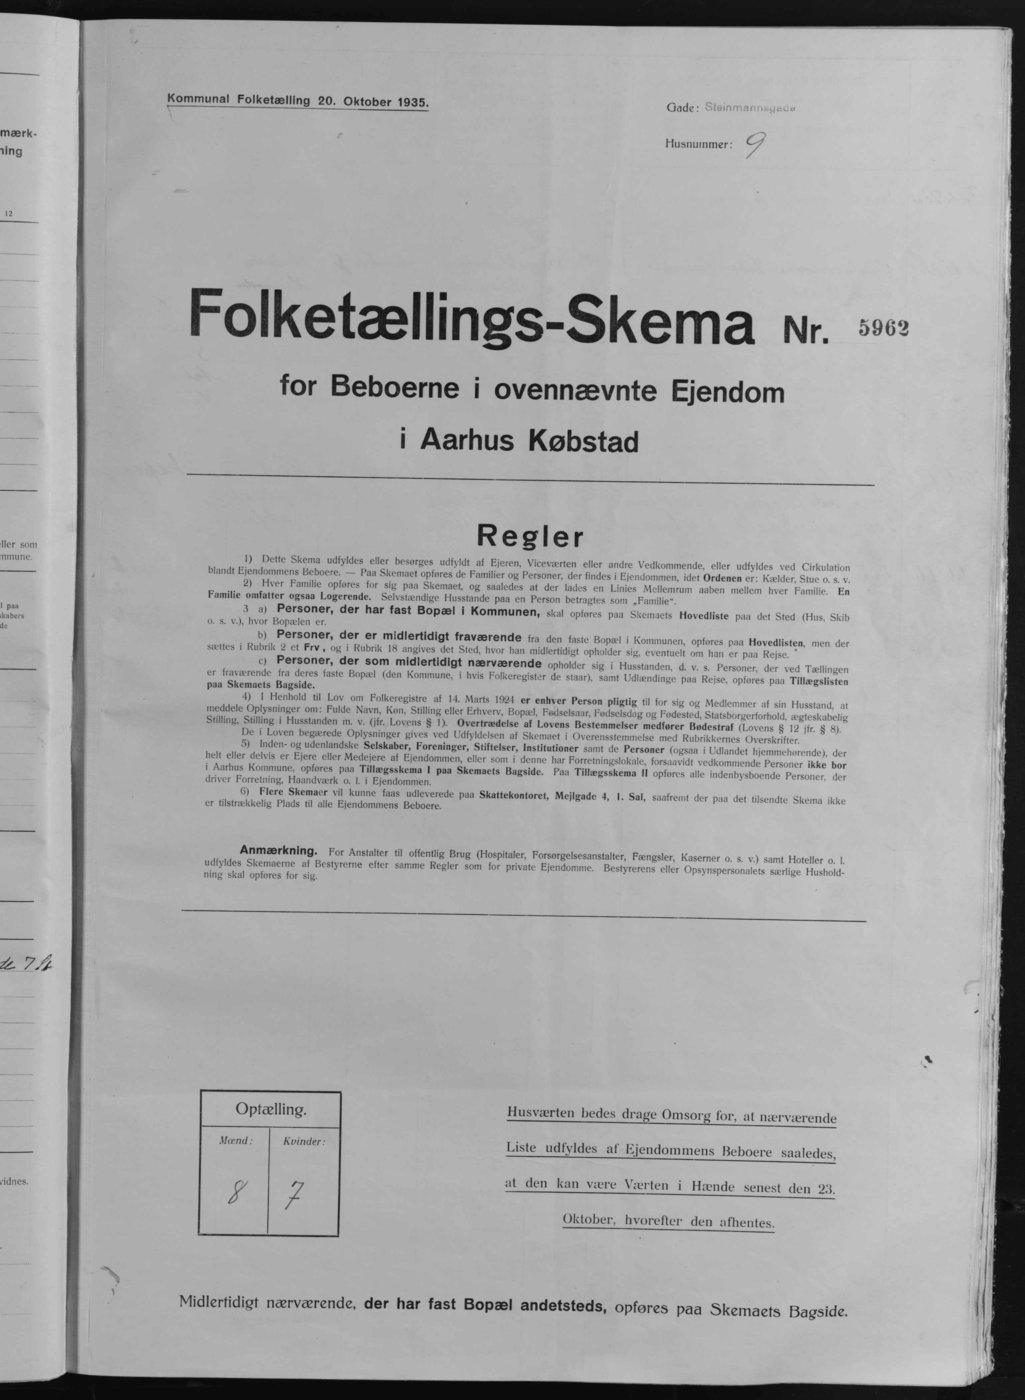 Kommunal Folketælling 20. Oktober 1935.
Gade: Steinmannsgade
Husnummer: 9
mærk-
ning
12
Folketællings-Skema Nr. 5962
for Beboerne i ovennævnte Ejendom
i Aarhus Købstad
Regler
1) Dette Skema udfyldes eller besørges udfyldt af Ejeren, Viceværten eller andre Vedkommende, eller udfyldes ved Cirkulation
blandt Ejendommens Beboere. — Paa Skemaet opføres de Familier og Personer, der findes i Ejendommen, idet Ordenen er: Kælder, Stue o. s. v.
2) Hver Familie opføres for sig paa Skemaet, og saaledes at der lades en Linies Mellemrum aaben mellem hver Familie. En
Familie omfatter ogsaa Logerende. Selvstændige Husstande paa en Person betragtes som „Familie“.
3 a) Personer, der har fast Bopæl i Kommunen, skal opføres paa Skemaets Hovedliste paa det Sted (Hus, Skib
o. s. v.), hvor Bopælen er.
b) Personer, der er midlertidigt fraværende fra den faste Bopæl i Kommunen, opføres paa Hovedlisten, men der
sættes i Rubrik 2 et Frv., og i Rubrik 18 angives det Sted, hvor han midlertidigt opholder sig, eventuelt om han er paa Rejse.
c) Personer, der som midlertidigt nærværende opholder sig i Husstanden, d. v. s. Personer, der ved Tællingen
er fraværende fra deres faste Bopæl (den Kommune, i hvis Folkeregister de staar), samt Udlændinge paa Rejse, opføres paa Tillægslisten
paa Skemaets Bagside.
4) I Henhold til Lov om Folkeregistre af 14. Marts 1924 er enhver Person pligtig til for sig og Medlemmer af sin Husstand, at
meddele Oplysninger om: Fulde Navn, Køn, Stilling eller Erhverv, Bopæl, Fødselsaar, Fødselsdag og Fødested, Statsborgerforhold, ægteskabelig
Stilling, Stilling i Husstanden m. v. (jfr. Lovens § 1). Overtrædelse af Lovens Bestemmelser medfører Bødestraf (Lovens § 12 jfr. § 8).
De i Loven begærede Oplysninger gives ved Udfyldelsen af Skemaet i Overensstemmelse med Rubrikkernes Overskrifter.
5) Inden- og udenlandske Selskaber, Foreninger, Stiftelser, Institutioner samt de Personer (ogsaa i Udlandet hjemmehørende), der
helt eller delvis er Ejere eller Medejere af Ejendommen, eller som i denne har Forretningslokale, forsaavidt vedkommende Personer ikke bor
i Aarhus Kommune, opføres paa Tillægsskema I paa Skemaets Bagside. Paa Tillægsskema II opføres alle indenbysboende Personer, der
driver Forretning, Haandværk o. l. i Ejendommen.
6) Flere Skemaer vil kunne faas udleverede paa Skattekontoret, Mejlgade 4, 1. Sal, saafremt der paa det tilsendte Skema ikke
er tilstrækkelig Plads til alle Ejendommens Beboere.
Anmærkning. For Anstalter til offentlig Brug (Hospitaler, Forsørgelsesanstalter, Fængsler, Kaserner o. s. v.) samt Hoteller o. l.
udfyldes Skemaerne af Bestyrerne efter samme Regler som for private Ejendomme. Bestyrerens eller Opsynspersonalets særlige Hushold-
ning skal opføres for sig.
Optælling.
Mænd: Kvinder:
8 7
Husværten bedes drage Omsorg for, at nærværende
Liste udfyldes af Ejendommens Beboere saaledes,
at den kan være Værten i Hænde senest den 23.
Oktober, hvorefter den afhentes.
Midlertidigt nærværende, der har fast Bopæl andetsteds, opføres paa Skemaets Bagside.